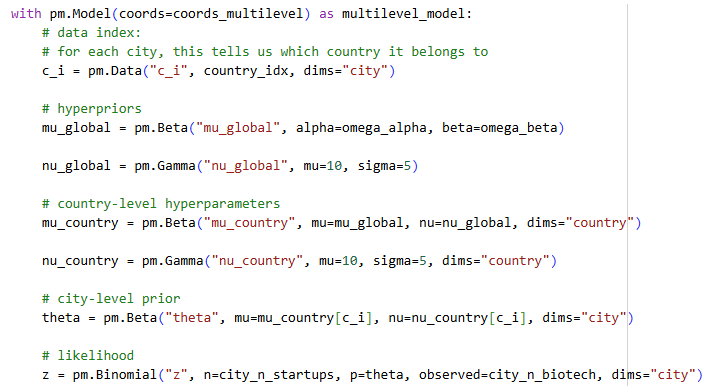 with pm.Model(coords=coords_multilevel) as multilevel_model:
# data index:
# for each city, this tells us which country it belongs to
c_i = pm.Data("c_i", country_idx, dims="city")
# hyperpriors
mu_global = pm.Beta("mu_global", alpha=omega_alpha, beta=omega_beta)
nu_global = pm.Gamma("nu_global", mu=10, sigma=5)
# country-level hyperparameters
mu_country = pm.Beta("mu_country", mu=mu_global, nu=nu_global, dims="country")
nu_country = pm.Gamma("nu_country", mu=10, sigma=5, dims="country")
# city-level prior
theta = pm.Beta("theta", mu=mu_country[c_i], nu=nu_country[c_i], dims="city")
# likelihood
z = pm.Binomial("z", n=city_n_startups, p=theta, observed=city_n_biotech, dims="city")